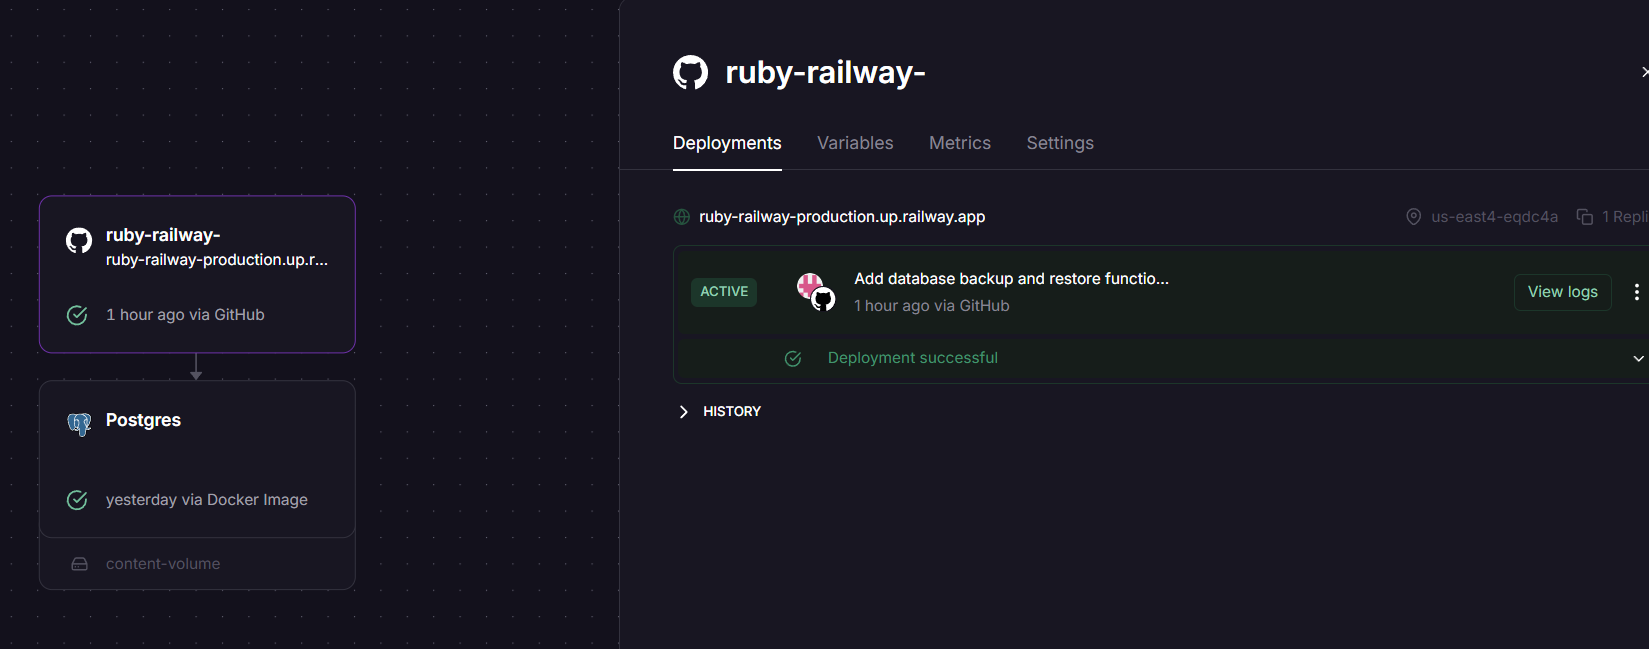 ruby-railway-
ruby-railway-production.up.r...
1 hour ago via GitHub
Postgres
yesterday via Docker Image
content-volume
ruby-railway-
Deployments Variables Metrics Settings
ruby-railway-production.up.railway.app us-east4-eqdc4a 1 Repli
ACTIVE
Add database backup and restore functio...
1 hour ago via GitHub
View logs
Deployment successful
HISTORY